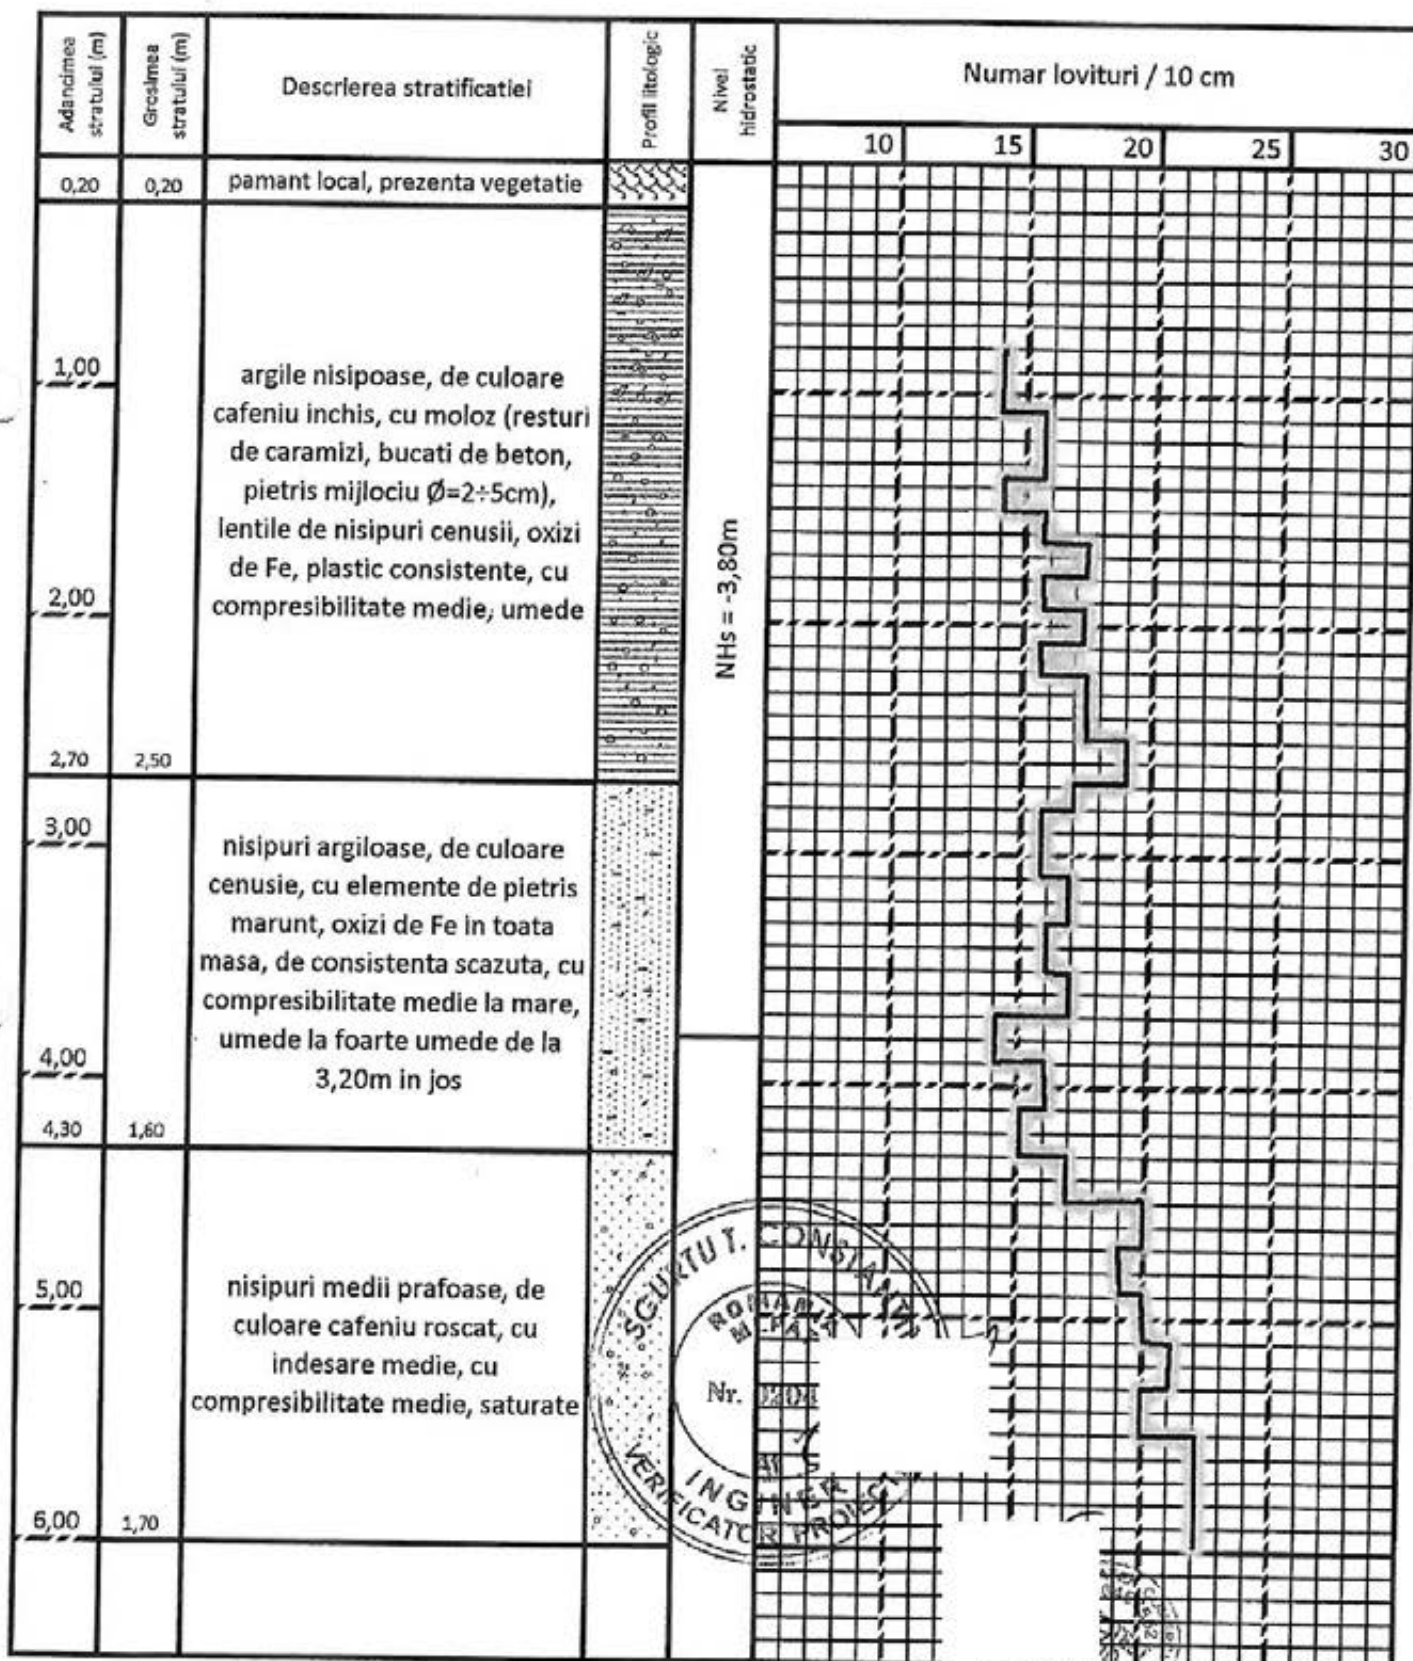 Adancimea stratului (m)
Grosimea stratului (m)
Descrierea stratificatiei
Profil litologic
Nivel hidrostatic
Numar lovituri / 10 cm
10 15 20 25 30
0,20 0,20 pamant local, prezenta vegetatie
1,00
argile nisipoase, de culoare
cafeniu inchis, cu moloz (resturi
de caramizi, bucati de beton,
pietris mijlociu Ø=2÷5cm),
lentile de nisipuri cenusii, oxizi
de Fe, plastic consistente, cu
compresibilitate medie, umede
2,00
2,70 2,50
NHs = -3,80m
3,00
nisipuri argiloase, de culoare
cenusie, cu elemente de pietris
marunt, oxizi de Fe in toata
masa, de consistenta scazuta, cu
compresibilitate medie la mare,
umede la foarte umede de la
3,20m in jos
4,00
4,30 1,60
nisipuri medii prafoase, de
culoare cafeniu roscat, cu
indesare medie, cu
compresibilitate medie, saturate
5,00
6,00 1,70
SGURTU T.
ROMANIA
Nr. 0204
INGINER
VERIFICATOR